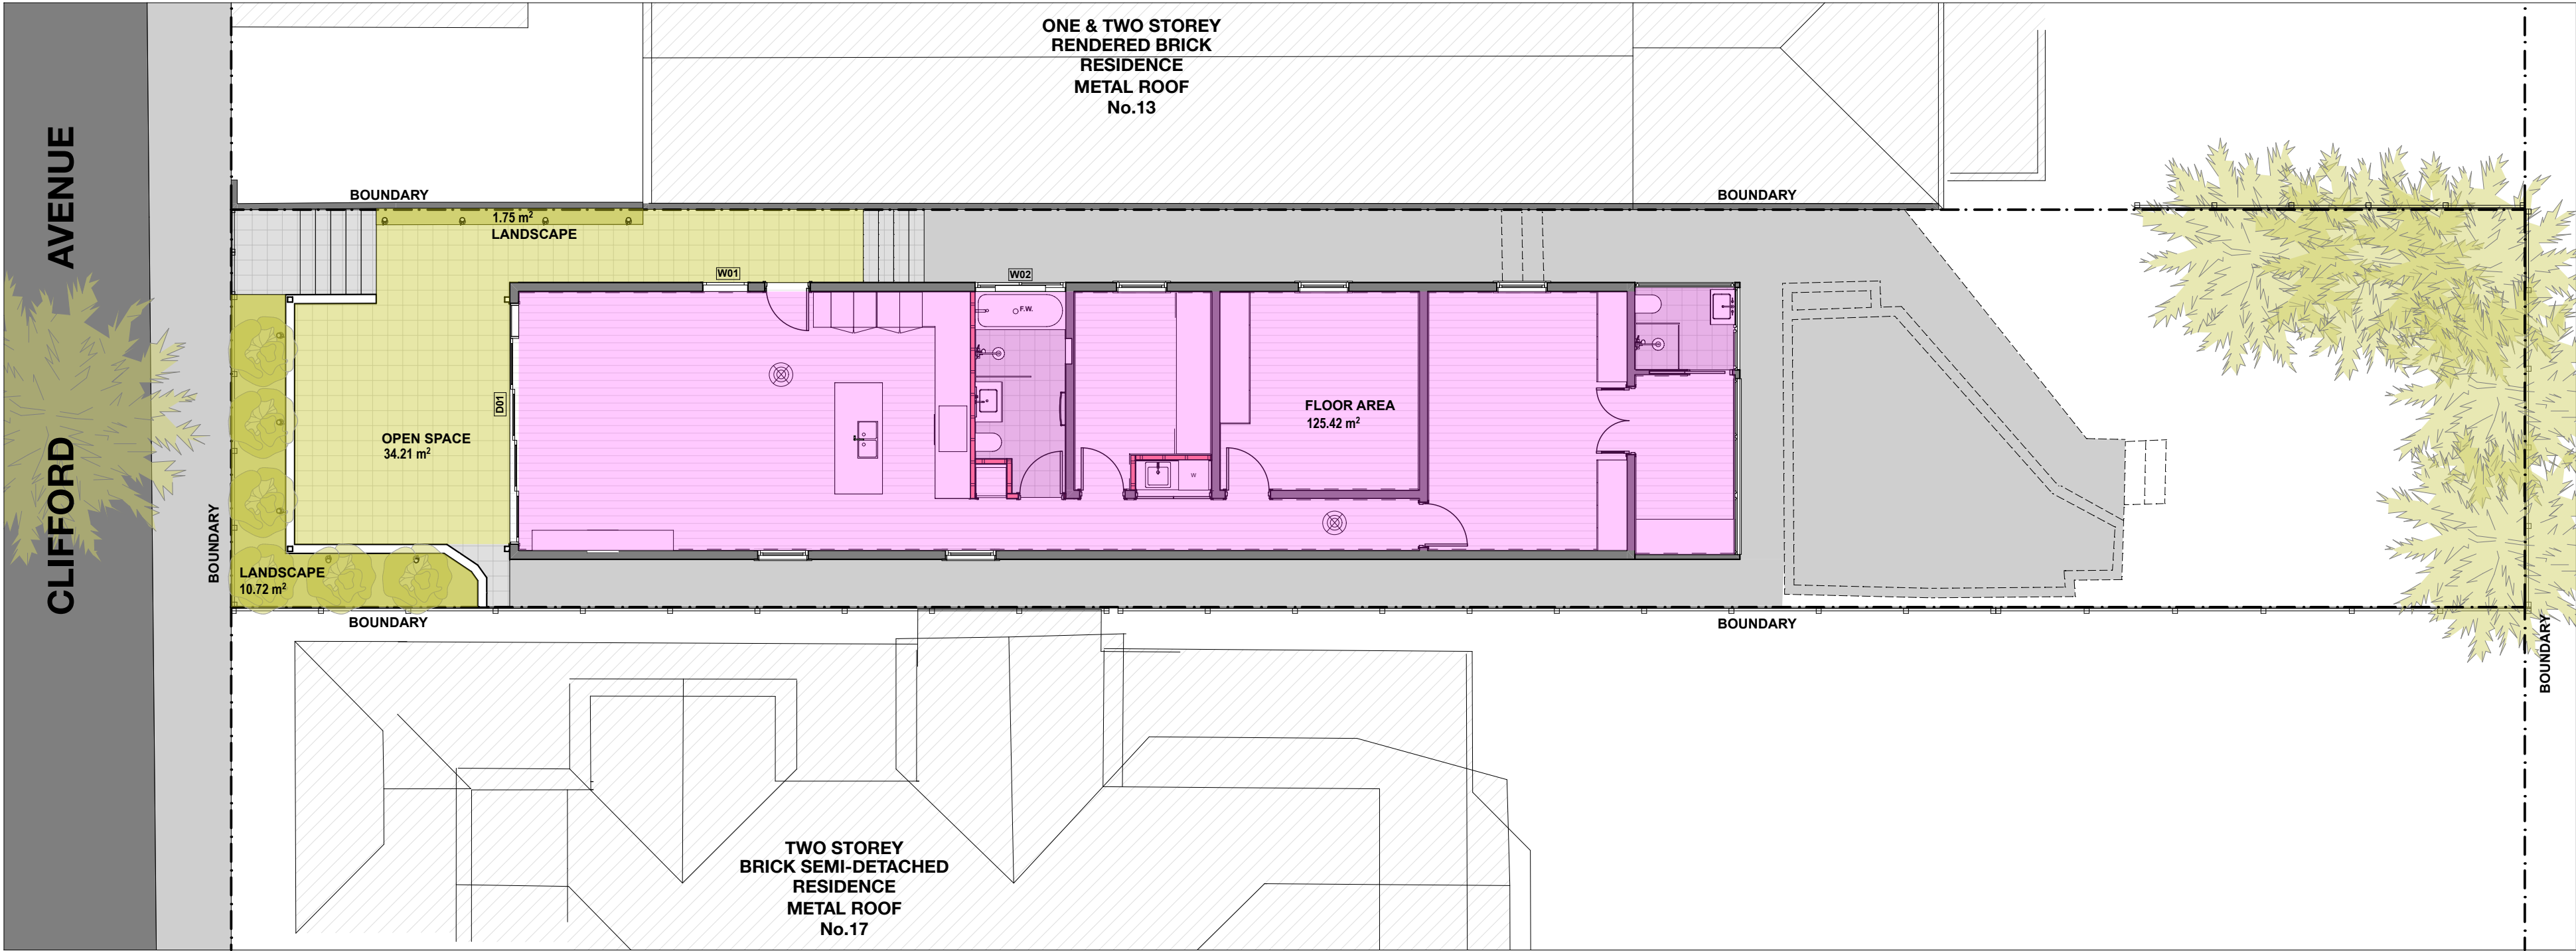 ONE & TWO STOREY
RENDERED BRICK
RESIDENCE
METAL ROOF
No.13
CLIFFORD AVENUE
BOUNDARY
BOUNDARY
1.75 m²
LANDSCAPE
W01
W02
F.W.
D01
OPEN SPACE
34.21 m²
FLOOR AREA
125.42 m²
W
BOUNDARY
LANDSCAPE
10.72 m²
BOUNDARY
BOUNDARY
BOUNDARY
TWO STOREY
BRICK SEMI-DETACHED
RESIDENCE
METAL ROOF
No.17